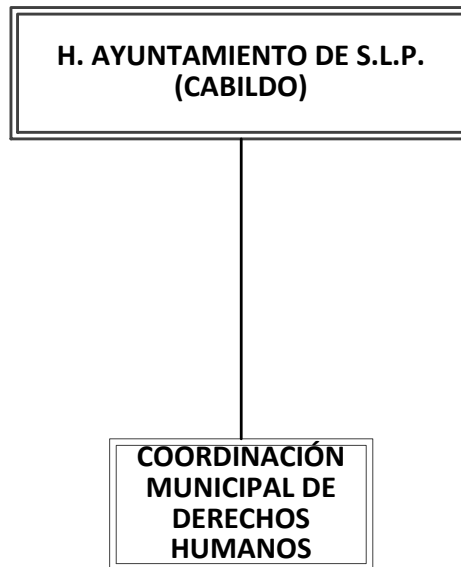 H. AYUNTAMIENTO DE S.L.P.
(CABILDO)
COORDINACIÓN
MUNICIPAL DE
DERECHOS
HUMANOS